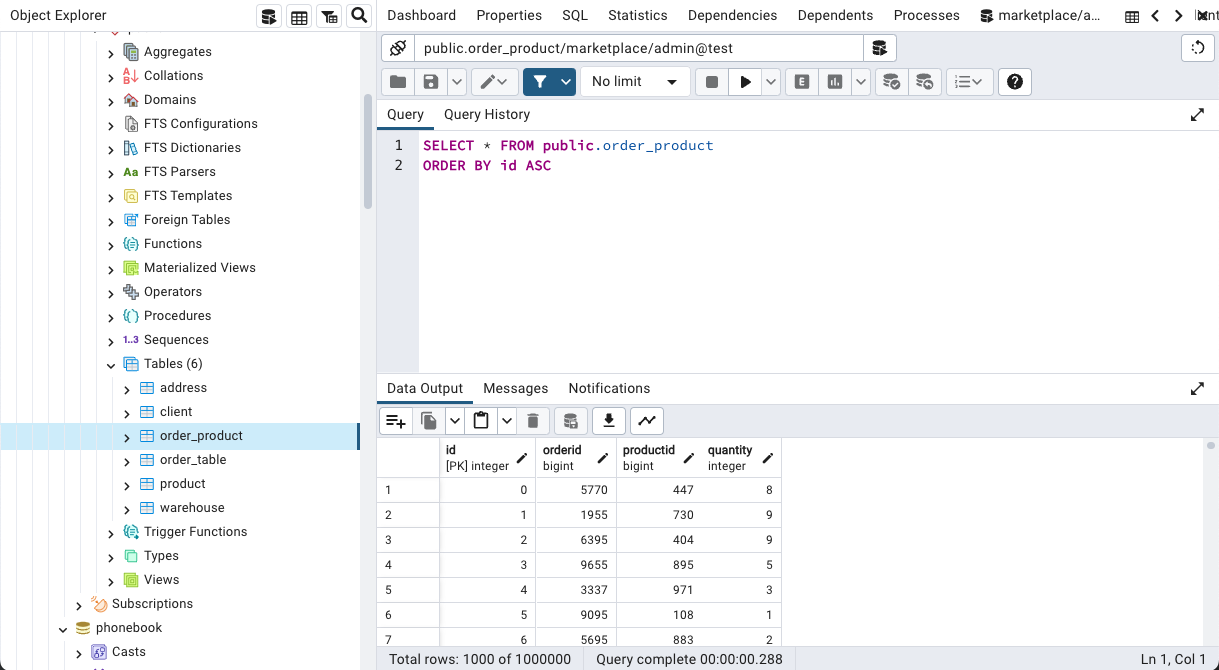 Object Explorer
Aggregates
Collations
Domains
FTS Configurations
FTS Dictionaries
Aa FTS Parsers
FTS Templates
Foreign Tables
Functions
Materialized Views
Operators
Procedures
1..3 Sequences
Tables (6)
address
client
order_product
order_table
product
warehouse
Trigger Functions
Types
Views
Subscriptions
phonebook
Casts
Dashboard Properties SQL Statistics Dependencies Dependents Processes marketplace/a...
public.order_product/marketplace/admin@test
No limit E
Query Query History
1 SELECT * FROM public.order_product
2 ORDER BY id ASC
Data Output Messages Notifications
id orderid productid quantity
[PK] integer bigint bigint integer
1 0 5770 447 8
2 1 1955 730 9
3 2 6395 404 9
4 3 9655 895 5
5 4 3337 971 3
6 5 9095 108 1
7 6 5695 883 2
Total rows: 1000 of 1000000 Query complete 00:00:00.288 Ln 1, Col 1